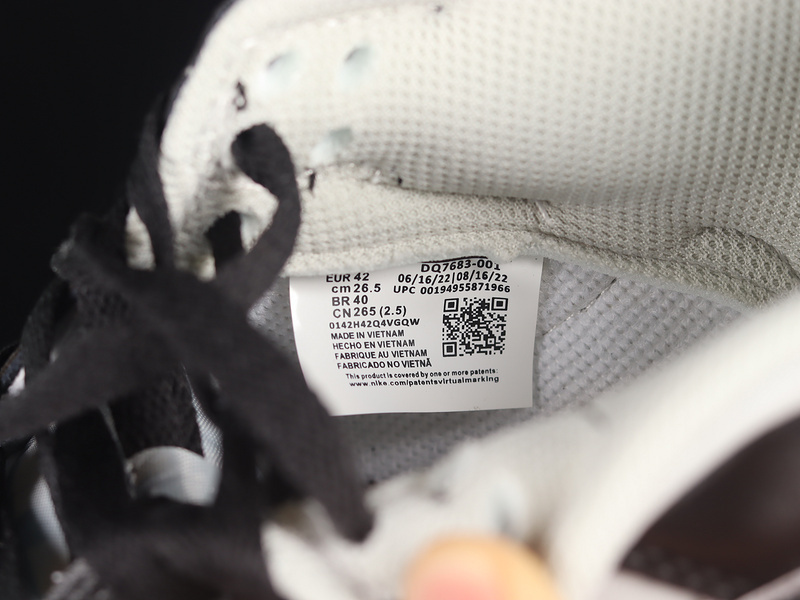 DQ7683-001
EUR 42
06/16/22|08/16/22
cm 26.5
UPC 00194955871966
BR 40
CN 265 (2.5)
0142H42Q4VGQW
MADE IN VIETNAM
HECHO EN VIETNAM
FABRIQUE AU VIETNAM
FABRICADO NO VIETNÃ
This product is covered by one or more patents:
www.nike.com/patentsvirtualmarking